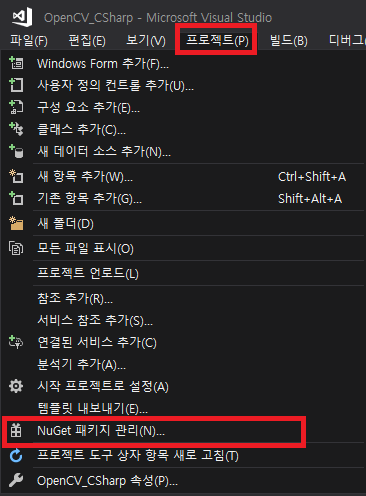 OpenCV_CSharp - Microsoft Visual Studio
파일(F) 편집(E) 보기(V) 프로젝트(P) 빌드(B) 디버그(
Windows Form 추가(F)...
사용자 정의 컨트롤 추가(U)...
구성 요소 추가(E)...
클래스 추가(C)...
새 데이터 소스 추가(N)...
새 항목 추가(W)... Ctrl+Shift+A
기존 항목 추가(G)... Shift+Alt+A
새 폴더(D)
모든 파일 표시(O)
프로젝트 언로드(L)
참조 추가(R)...
서비스 참조 추가(S)...
연결된 서비스 추가(C)
분석기 추가(A)...
시작 프로젝트로 설정(A)
템플릿 내보내기(E)...
NuGet 패키지 관리(N)...
프로젝트 도구 상자 항목 새로 고침(T)
OpenCV_CSharp 속성(P)...